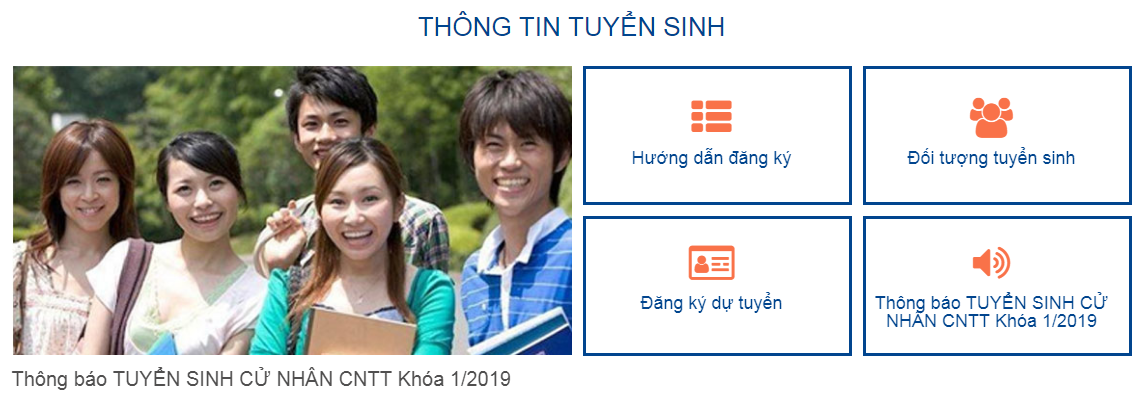 THÔNG TIN TUYỂN SINH
Hướng dẫn đăng ký
Đối tượng tuyển sinh
Đăng ký dự tuyển
Thông báo TUYỂN SINH CỬ
NHÂN CNTT Khóa 1/2019
Thông báo TUYỂN SINH CỬ NHÂN CNTT Khóa 1/2019